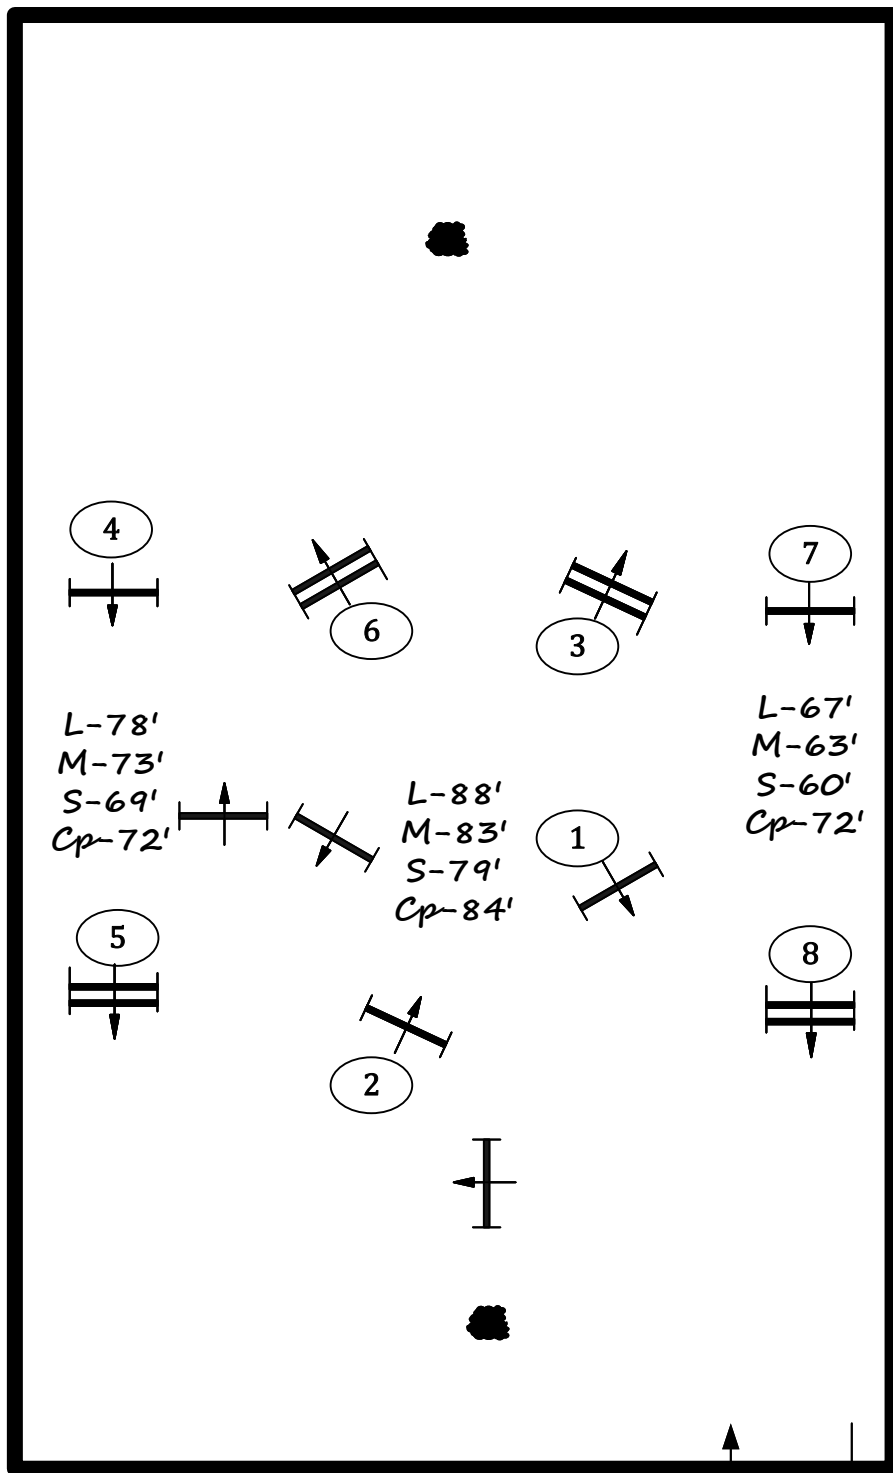 4
7
6
3
L-78'
M-73'
S-69'
Cp-72'
L-88'
M-83'
S-79'
Cp-84'
L-67'
M-63'
S-60'
Cp-72'
1
5
8
2